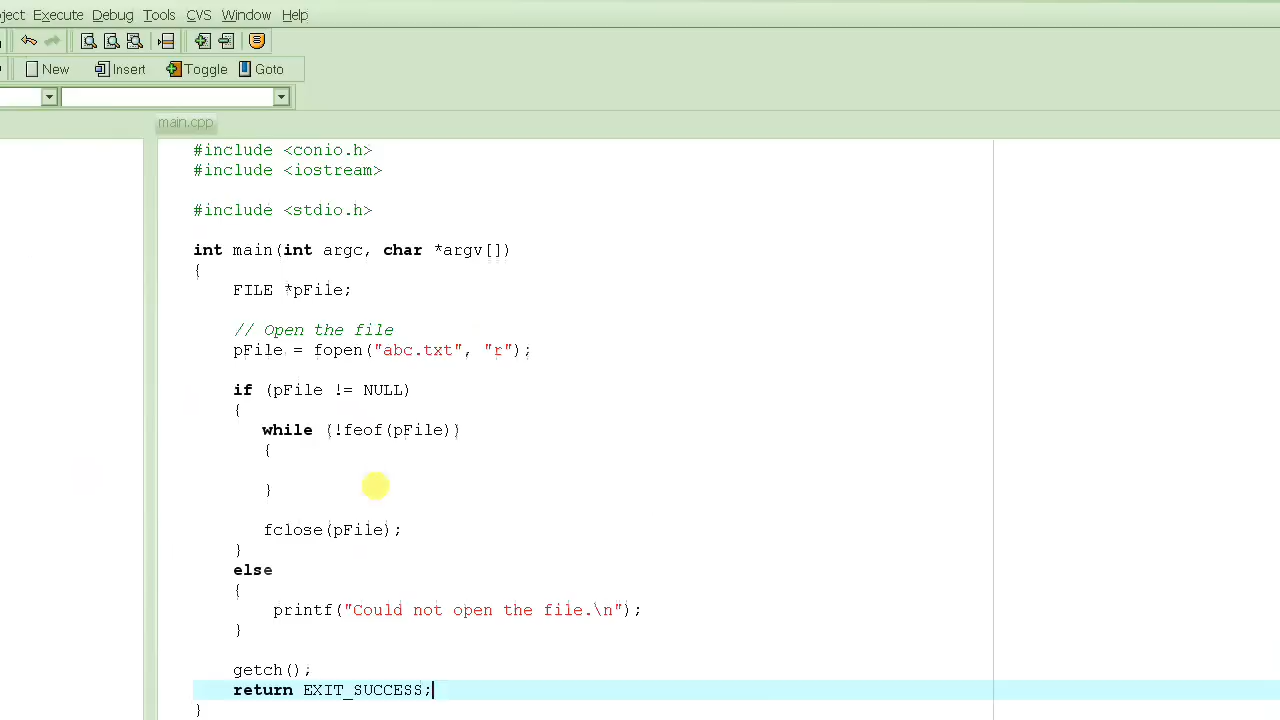 ject Execute Debug Tools CVS Window Help
New Insert Toggle Goto
main.cpp
#include <conio.h>
#include <iostream>
#include <stdio.h>
int main(int argc, char *argv[])
{
FILE *pFile;
// Open the file
pFile = fopen("abc.txt", "r");
if (pFile != NULL)
{
while (!feof(pFile))
{
}
fclose(pFile);
}
else
{
printf("Could not open the file.\n");
}
getch();
return EXIT_SUCCESS;
}